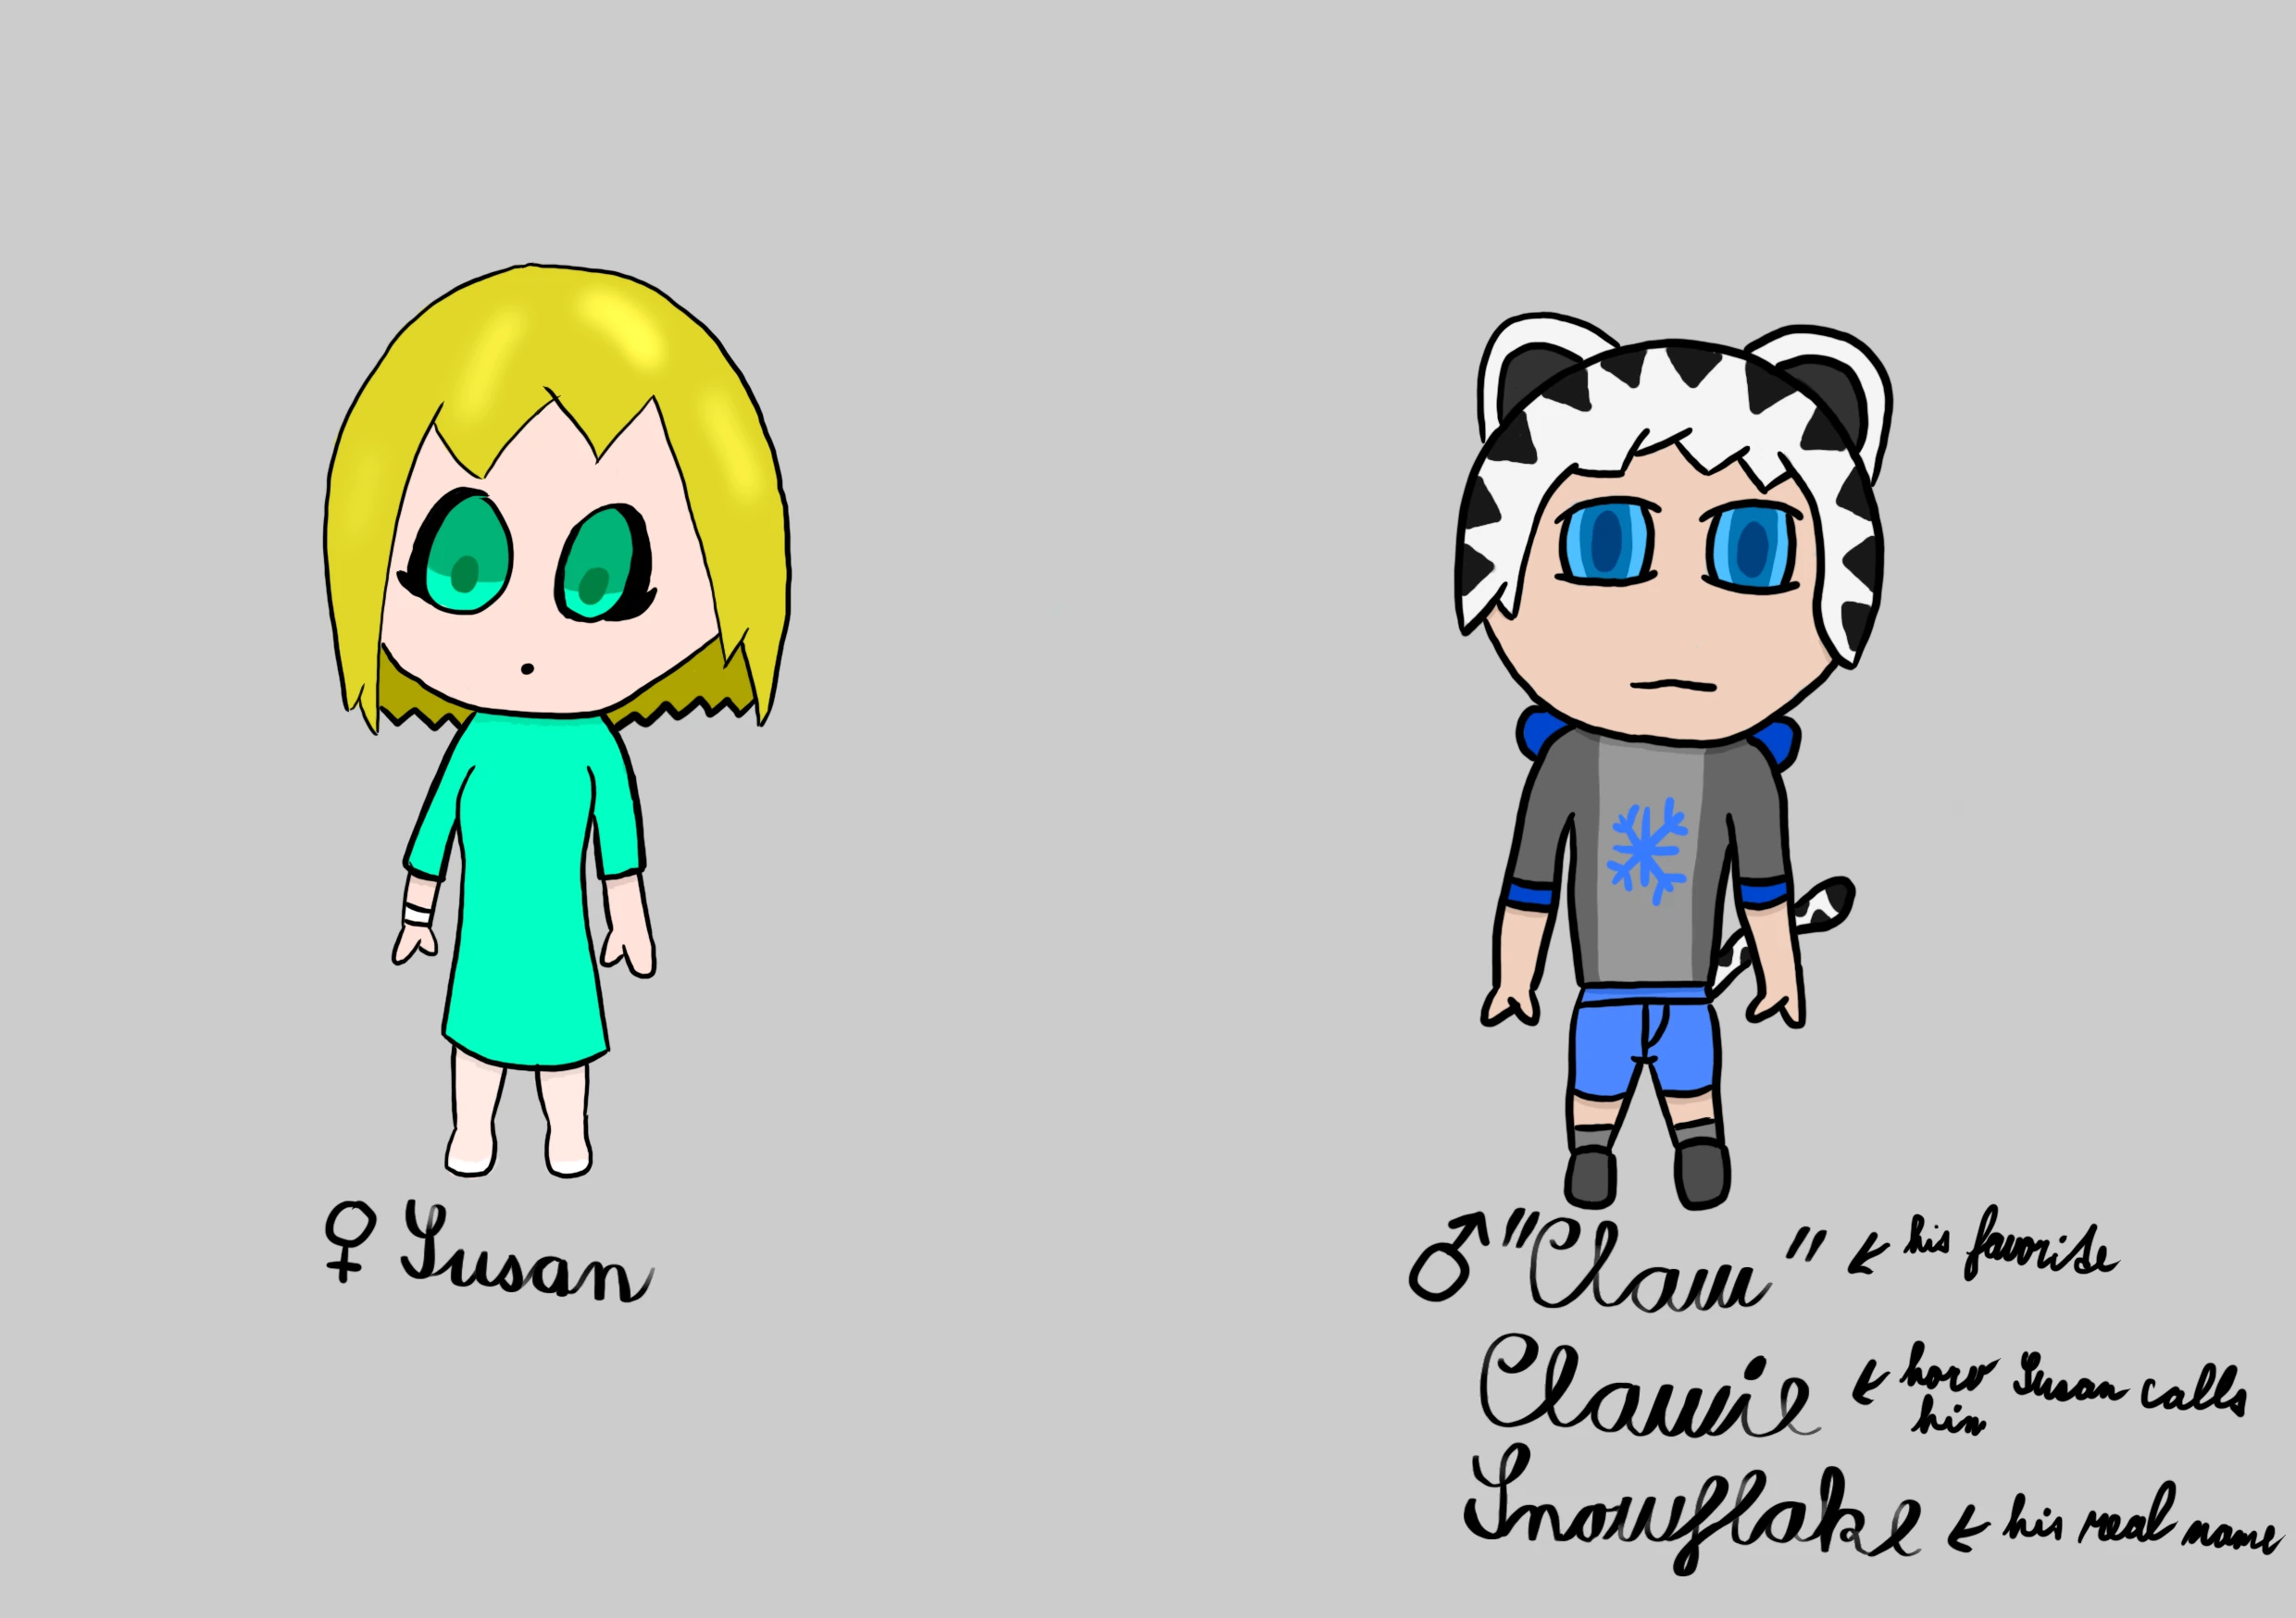 ♀ Susan
♂ "Claw" ← his favorite
Clawie ← how Susan calls
him
Snowflake ← his real name